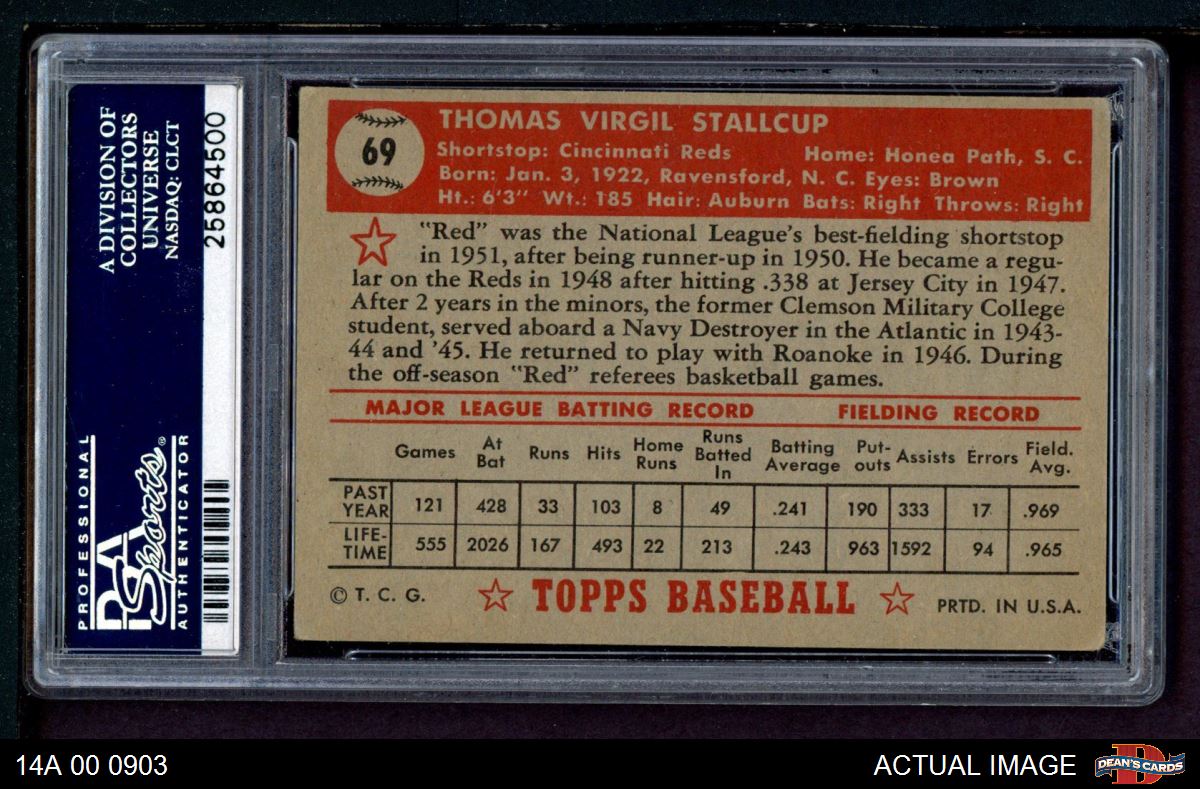 A DIVISION OF
COLLECTORS
UNIVERSE
NASDAQ: CLCT
25864500
PROFESSIONAL
PSA
Sports®
AUTHENTICATOR
69
THOMAS VIRGIL STALLCUP
Shortstop: Cincinnati Reds Home: Honea Path, S. C.
Born: Jan. 3, 1922, Ravensford, N. C. Eyes: Brown
Ht.: 6'3" Wt.: 185 Hair: Auburn Bats: Right Throws: Right
"Red" was the National League's best-fielding shortstop
in 1951, after being runner-up in 1950. He became a regu-
lar on the Reds in 1948 after hitting .338 at Jersey City in 1947.
After 2 years in the minors, the former Clemson Military College
student, served aboard a Navy Destroyer in the Atlantic in 1943-
44 and '45. He returned to play with Roanoke in 1946. During
the off-season "Red" referees basketball games.
MAJOR LEAGUE BATTING RECORD FIELDING RECORD
Games At Bat Runs Hits Home Runs Runs Batted In Batting Average Put-outs Assists Errors Field. Avg.
PAST YEAR 121 428 33 103 8 49 .241 190 333 17 .969
LIFE-TIME 555 2026 167 493 22 213 .243 963 1592 94 .965
© T. C. G. TOPPS BASEBALL PRTD. IN U.S.A.
14A 00 0903 ACTUAL IMAGE DEAN'S CARDS